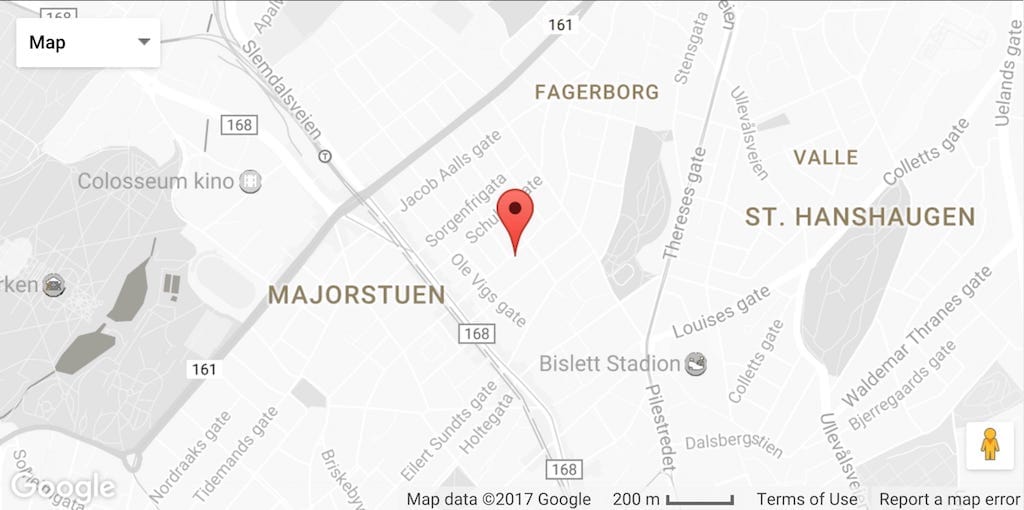 168
Map
Apal
161
Slemdalsveien
Stensgata
veien
Uelands gate
FAGERBORG
Ullevålsveien
168
Jacob Aalls gate
VALLE
Colletts gate
Colosseum kino
Sorgenfrigata
Schu gate
Thereses gate
ST. HANSHAUGEN
rken
Ole Vigs gate
MAJORSTUEN
168
Louises gate
Waldemar Thranes gate
161
Bislett Stadion
Colletts gate
Bjerregaards gate
Eilert Sundts gate
Holtegata
Pilestredet
Nordraaks gate
Tidemands gate
Dalsbergstien
Ullevålsveien
Briskeby
168
Google
Map data ©2017 Google
200 m
Terms of Use
Report a map error